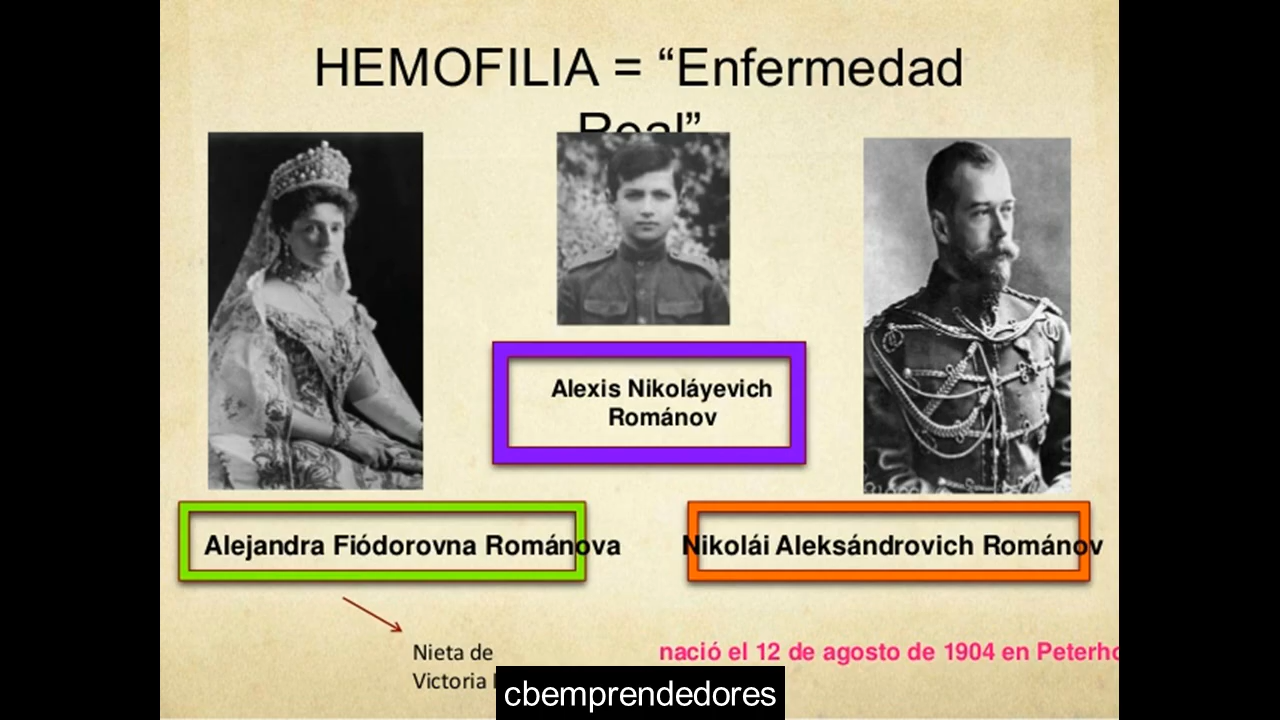 HEMOFILIA = “Enfermedad
Real”
Alexis Nikoláyevich
Románov
Alejandra Fiódorovna Románova
Nikolái Aleksándrovich Románov
Nieta de
Victoria
nació el 12 de agosto de 1904 en
cbemprendedores